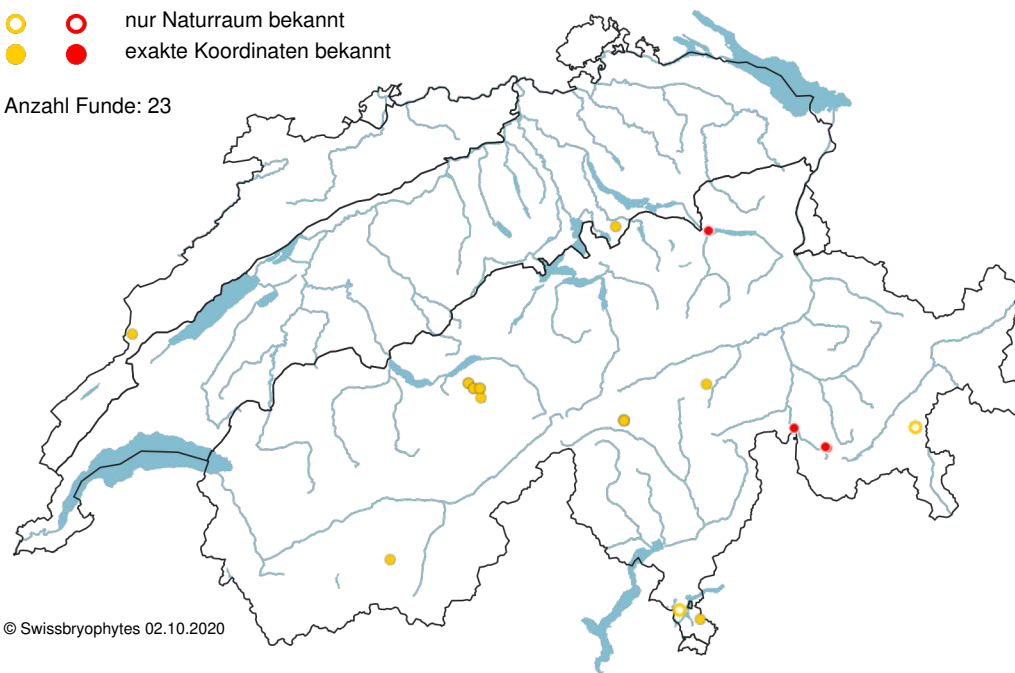 nur Naturraum bekannt
exakte Koordinaten bekannt
Anzahl Funde: 23
© Swissbryophytes 02.10.2020